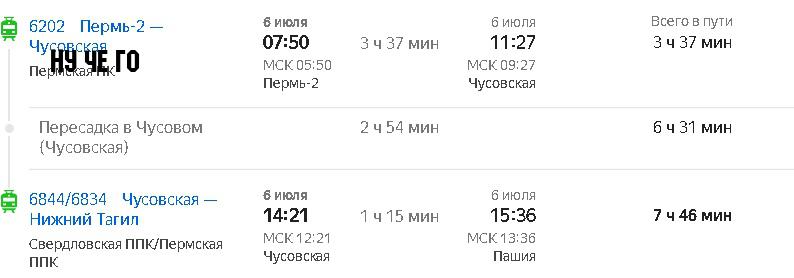 6202 Пермь-2 —
Чусовская
Пермская ПК
НУ ЧЕ ГО
6 июля
07:50
МСК 05:50
Пермь-2
3 ч 37 мин
6 июля
11:27
МСК 09:27
Чусовская
Всего в пути
3 ч 37 мин
Пересадка в Чусовом
(Чусовская)
2 ч 54 мин
6 ч 31 мин
6844/6834 Чусовская —
Нижний Тагил
Свердловская ППК/Пермская
ППК
6 июля
14:21
МСК 12:21
Чусовская
1 ч 15 мин
6 июля
15:36
МСК 13:36
Пашия
7 ч 46 мин